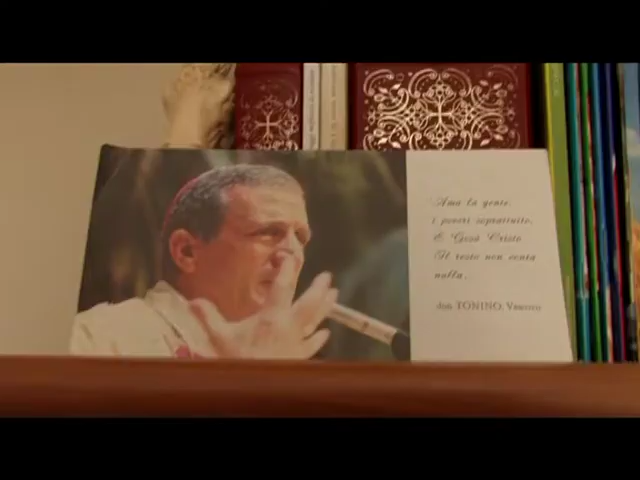 Ama la gente.
i poveri soprattutto.
E Gesù Cristo.
Il resto non conta
nulla.
don TONINO, Vescovo